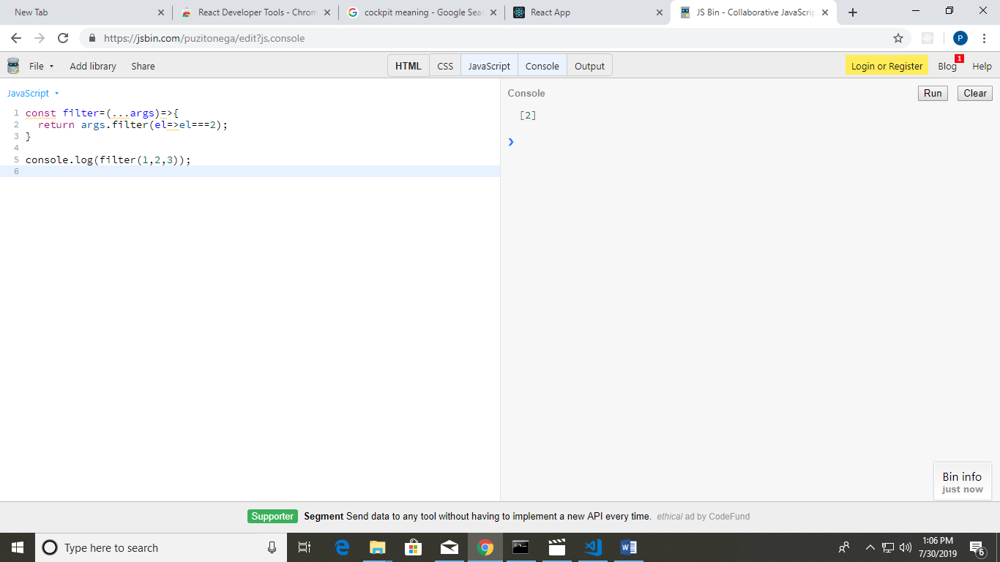 New Tab
React Developer Tools - Chrom
cockpit meaning - Google Sear
React App
JS Bin - Collaborative JavaScrip
https://jsbin.com/puzitonega/edit?js,console
P
File
Add library
Share
HTML
CSS
JavaScript
Console
Output
Login or Register
Blog
1
Help
JavaScript
1 const filter=(...args)=>{
2 return args.filter(el=>el===2);
3 }
4
5 console.log(filter(1,2,3));
6
Console
Run
Clear
[2]
Bin info
just now
Supporter Segment Send data to any tool without having to implement a new API every time. ethical ad by CodeFund
Type here to search
1:06 PM
7/30/2019
6